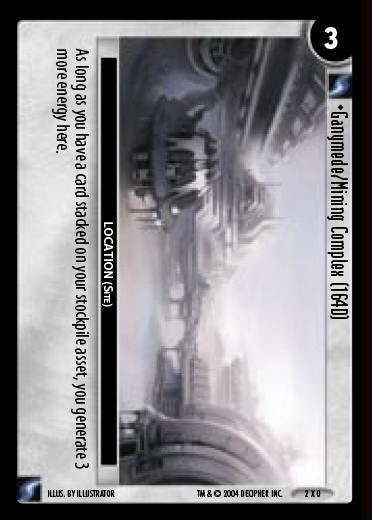 3
•Ganymede/Mining Complex (164D)
LOCATION (SITE)
As long as you have a card stacked on your stockpile asset, you generate 3
more energy here.
ILLUS. BY ILLUSTRATOR
TM & © 2004 DECIPHER INC.
2 X 0